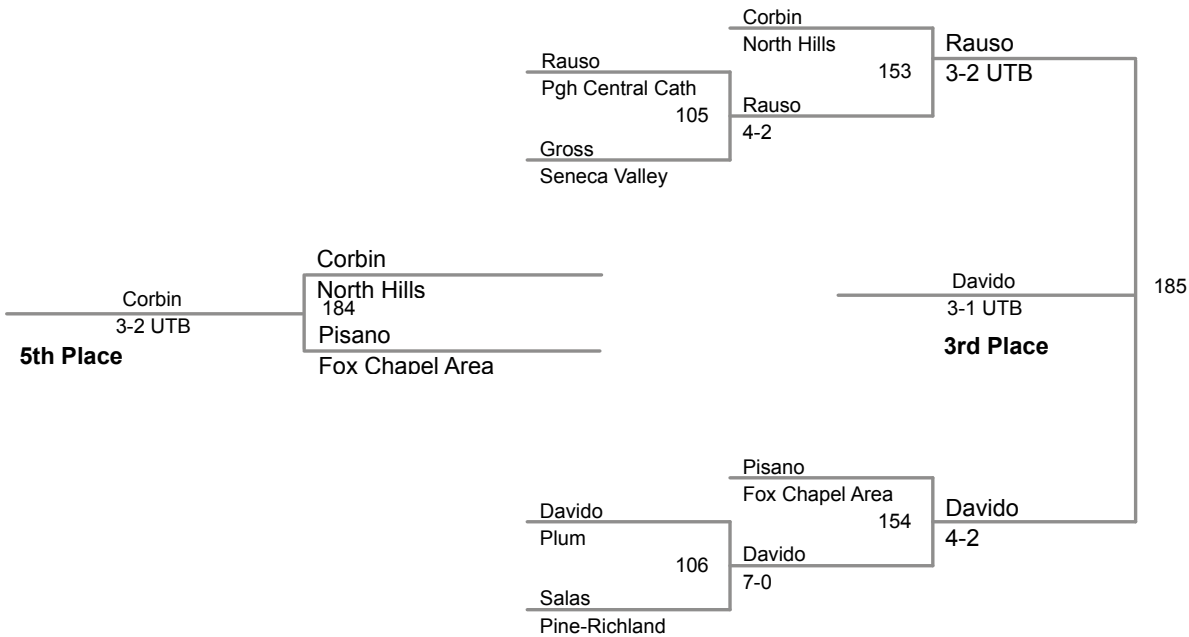 Corbin
North Hills
153
Rauso
3-2 UTB
Rauso
Pgh Central Cath
105
Rauso
4-2
Gross
Seneca Valley
Corbin
North Hills
184
Pisano
Fox Chapel Area
Corbin
3-2 UTB
5th Place
Davido
3-1 UTB
3rd Place
185
Pisano
Fox Chapel Area
154
Davido
4-2
Davido
Plum
106
Davido
7-0
Salas
Pine-Richland